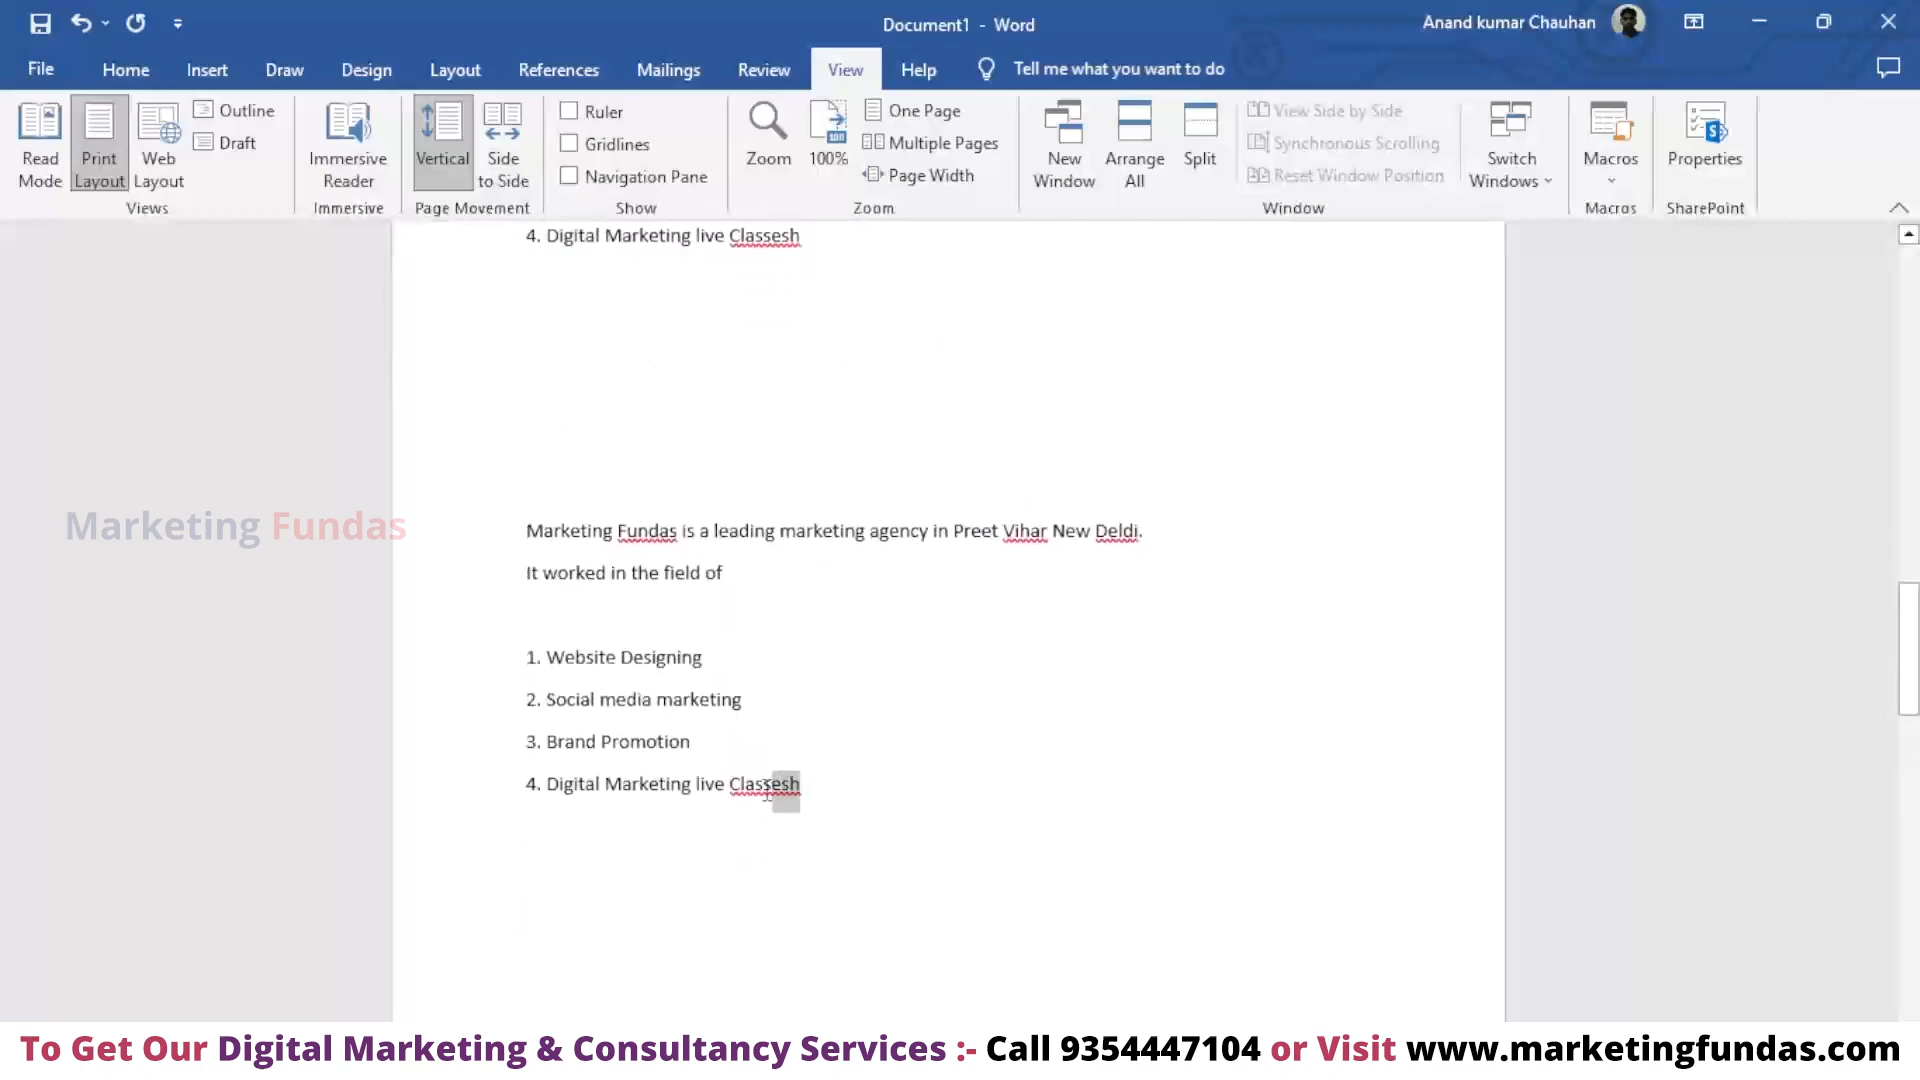 Document1 - Word
Anand kumar Chauhan
File Home Insert Draw Design Layout References Mailings Review View Help Tell me what you want to do
Read Mode
Print Layout
Web Layout
Outline
Draft
Views
Immersive Reader
Immersive
Vertical
Side to Side
Page Movement
Ruler
Gridlines
Navigation Pane
Show
Zoom
100
100%
One Page
Multiple Pages
Page Width
Zoom
New Window
Arrange All
Split
View Side by Side
Synchronous Scrolling
Reset Window Position
Switch Windows
Window
Macros
Macros
S
Properties
SharePoint
4. Digital Marketing live Classesh
Marketing Fundas
Marketing Fundas is a leading marketing agency in Preet Vihar New Deldi.
It worked in the field of
1. Website Designing
2. Social media marketing
3. Brand Promotion
4. Digital Marketing live Classesh
To Get Our Digital Marketing & Consultancy Services :- Call 9354447104 or Visit www.marketingfundas.com